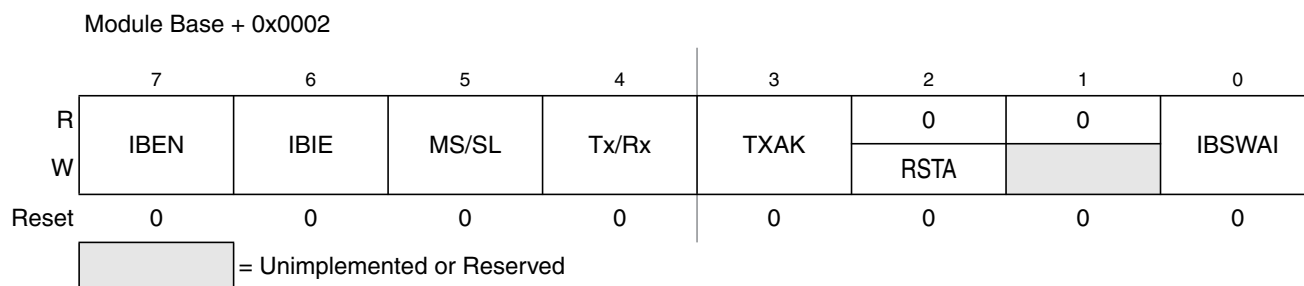 Module Base + 0x0002
7 6 5 4 3 2 1 0
R IBEN IBIE MS/SL Tx/Rx TXAK 0 0 IBSWAI
W RSTA
Reset 0 0 0 0 0 0 0 0
= Unimplemented or Reserved